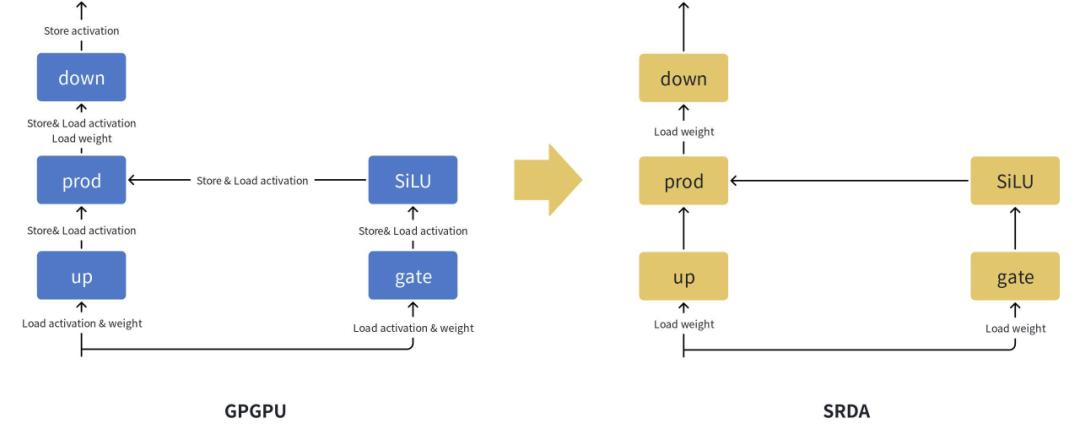 Store activation
down
Store& Load activation
Load weight
prod
Store & Load activation
SiLU
Store& Load activation
Store& Load activation
up
gate
Load activation & weight
Load activation & weight
GPGPU
down
Load weight
prod
SiLU
up
gate
Load weight
Load weight
SRDA